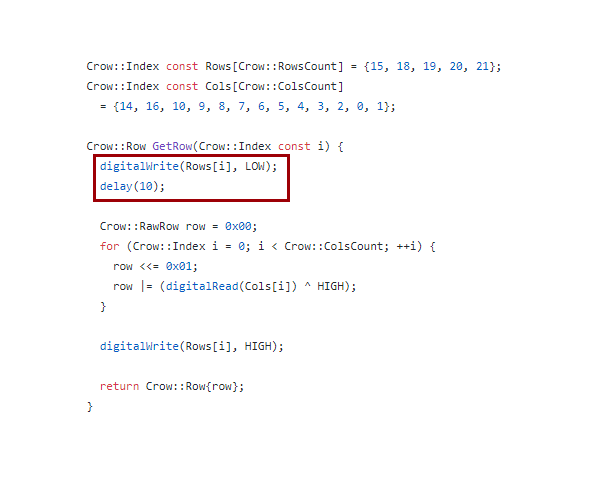 Crow::Index const Rows[Crow::RowsCount] = {15, 18, 19, 20, 21};
Crow::Index const Cols[Crow::ColsCount]
  = {14, 16, 10, 9, 8, 7, 6, 5, 4, 3, 2, 0, 1};
Crow::Row GetRow(Crow::Index const i) {
  digitalWrite(Rows[i], LOW);
  delay(10);
  Crow::RawRow row = 0x00;
  for (Crow::Index i = 0; i < Crow::ColsCount; ++i) {
    row <<= 0x01;
    row |= (digitalRead(Cols[i]) ^ HIGH);
  }
  digitalWrite(Rows[i], HIGH);
  return Crow::Row{row};
}